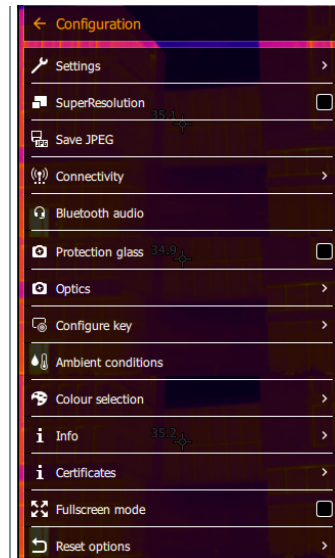 Configuration
Settings
SuperResolution
35.1
Save JPEG
Connectivity
Bluetooth audio
Protection glass
34.9
Optics
Configure key
Ambient conditions
Colour selection
Info
35.2
Certificates
Fullscreen mode
Reset options